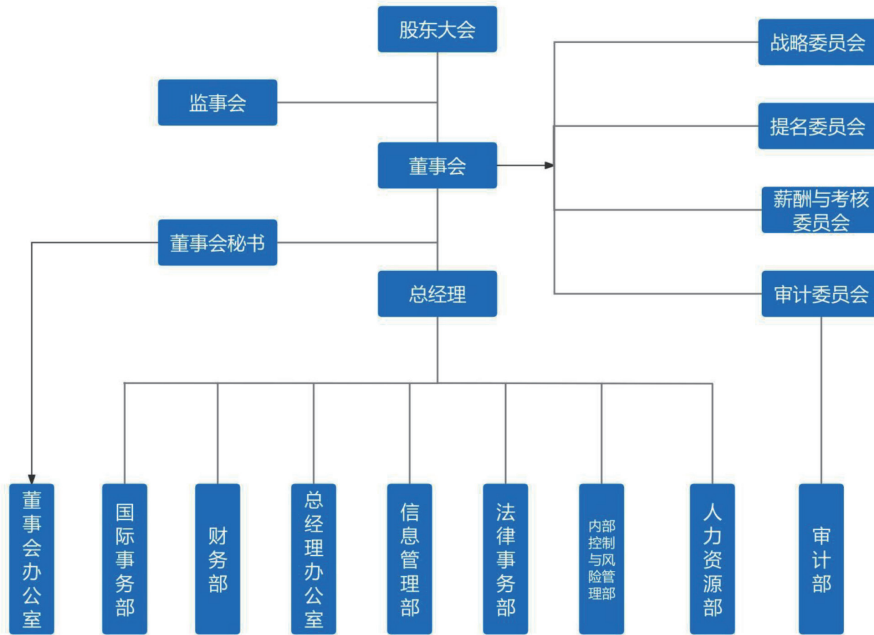 股东大会
战略委员会
监事会
提名委员会
董事会
薪酬与考核
委员会
董事会秘书
总经理
审计委员会
董事会办公室
国际事务部
财务部
总经理办公室
信息管理部
法律事务部
内部
控制
与风
险管
理部
人力资源部
审计部